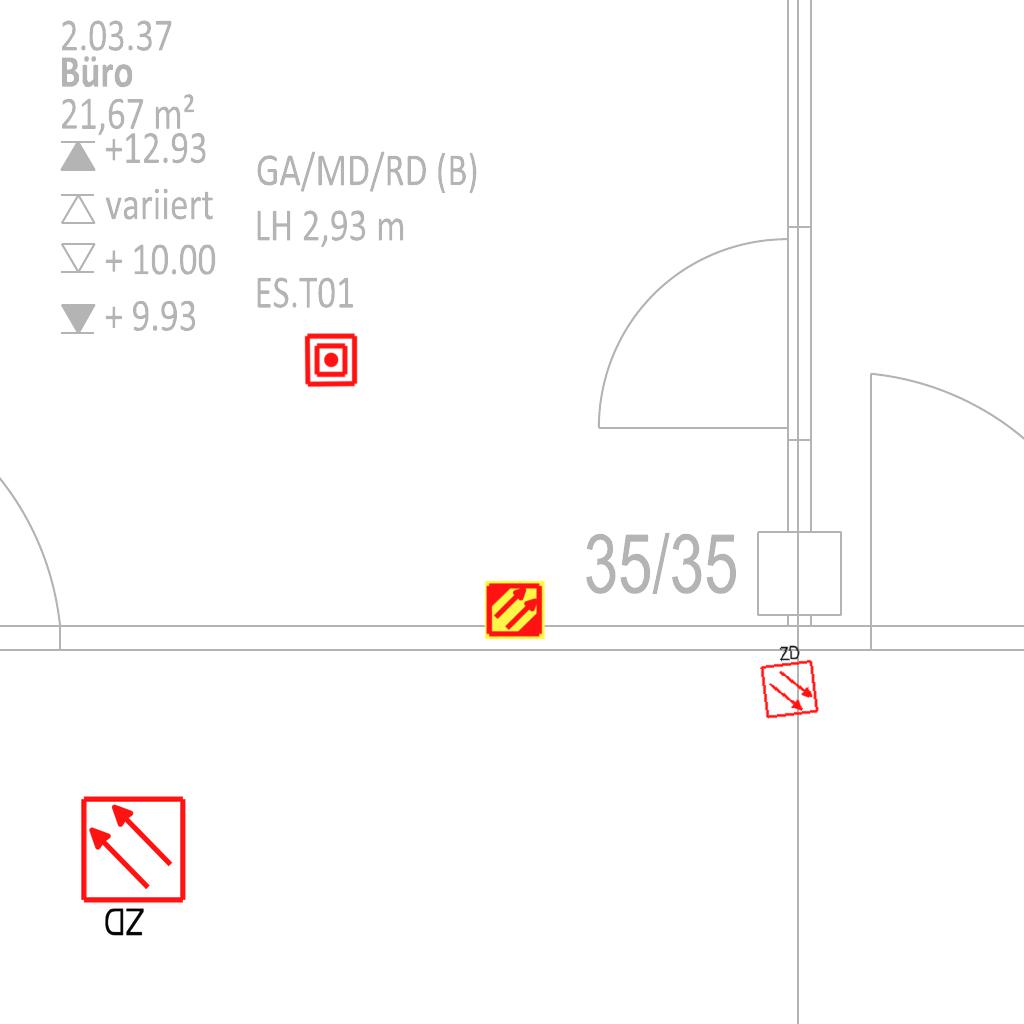 2.03.37
Büro
21,67 m²
+12.93
variiert
+ 10.00
+ 9.93
GA/MD/RD (B)
LH 2,93 m
ES.T01
35/35
ZD
ZD